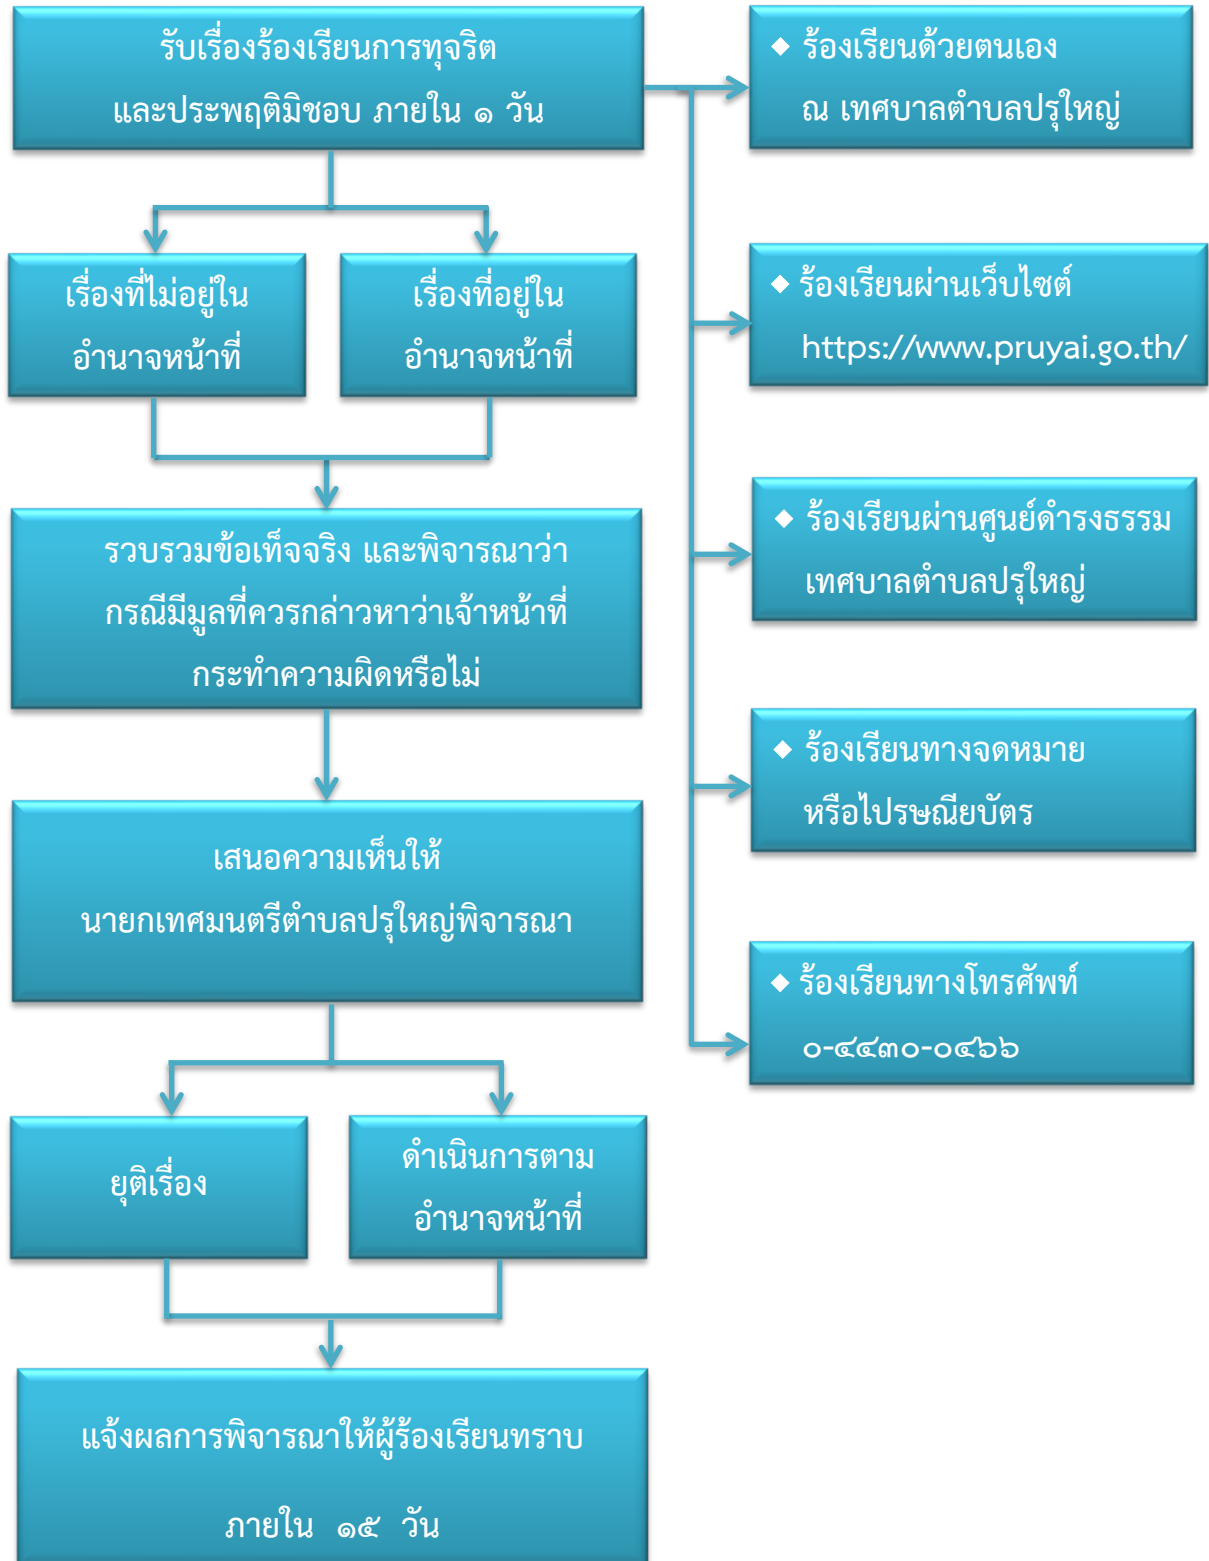 รับเรื่องร้องเรียนการทุจริต
และประพฤติมิชอบ ภายใน ๑ วัน
เรื่องที่ไม่อยู่ใน
อำนาจหน้าที่
เรื่องที่อยู่ใน
อำนาจหน้าที่
รวบรวมข้อเท็จจริง และพิจารณาว่า
กรณีมีมูลที่ควรกล่าวหาว่าเจ้าหน้าที่
กระทำความผิดหรือไม่
เสนอความเห็นให้
นายกเทศมนตรีตำบลปรุใหญ่พิจารณา
ยุติเรื่อง
ดำเนินการตาม
อำนาจหน้าที่
แจ้งผลการพิจารณาให้ผู้ร้องเรียนทราบ
ภายใน ๑๕ วัน
◆ ร้องเรียนด้วยตนเอง
ณ เทศบาลตำบลปรุใหญ่
◆ ร้องเรียนผ่านเว็บไซต์
https://www.pruyai.go.th/
◆ ร้องเรียนผ่านศูนย์ดำรงธรรม
เทศบาลตำบลปรุใหญ่
◆ ร้องเรียนทางจดหมาย
หรือไปรษณียบัตร
◆ ร้องเรียนทางโทรศัพท์
๐-๔๔๓๐-๐๔๖๖